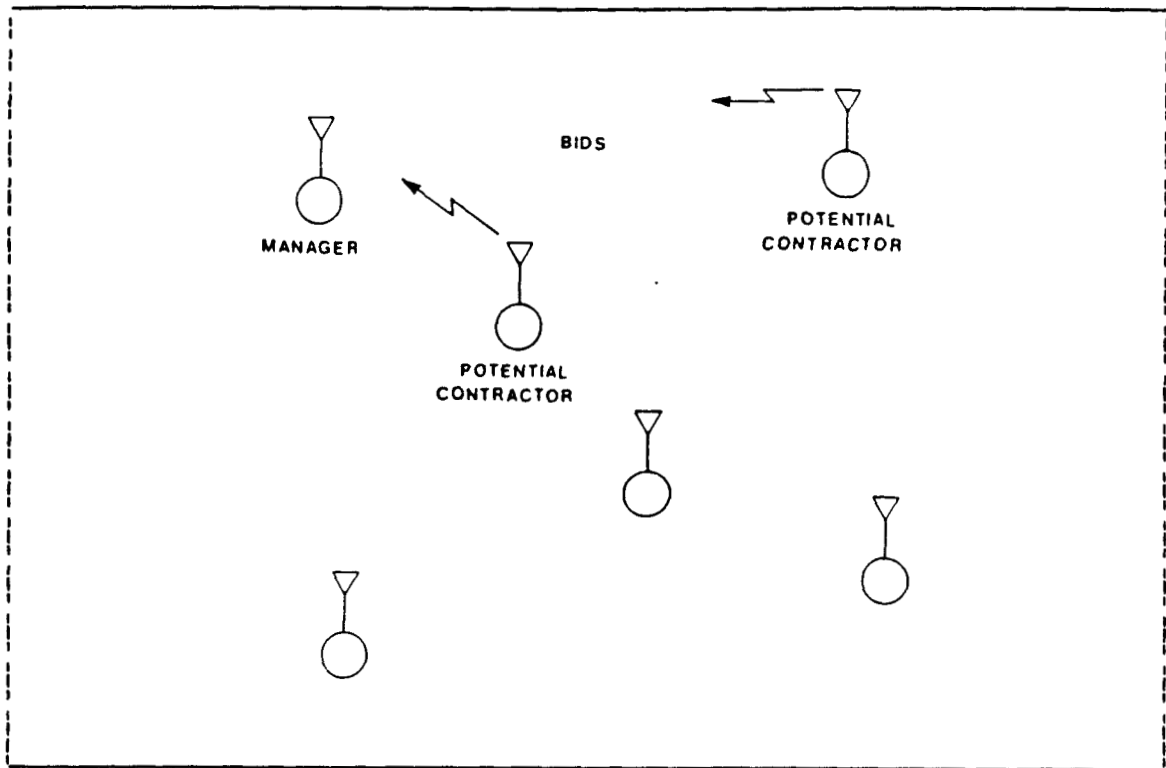 BIDS
POTENTIAL
CONTRACTOR
MANAGER
POTENTIAL
CONTRACTOR